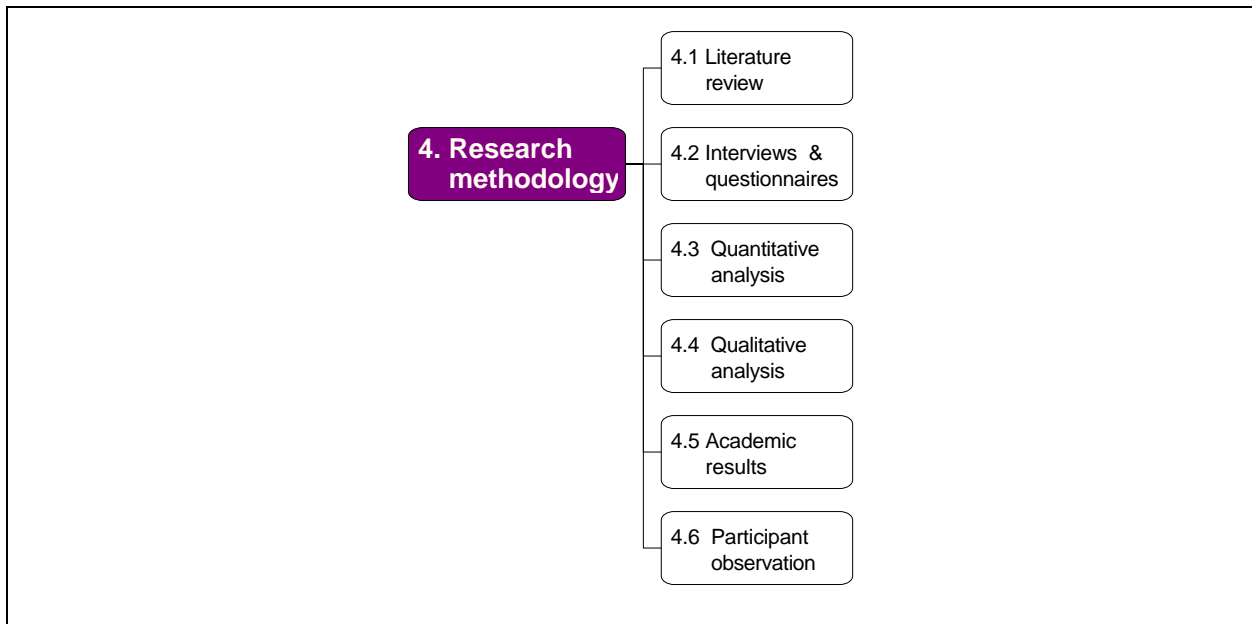 4.1 Literature
review
4. Research
methodology
4.2 Interviews &
questionnaires
4.3 Quantitative
analysis
4.4 Qualitative
analysis
4.5 Academic
results
4.6 Participant
observation